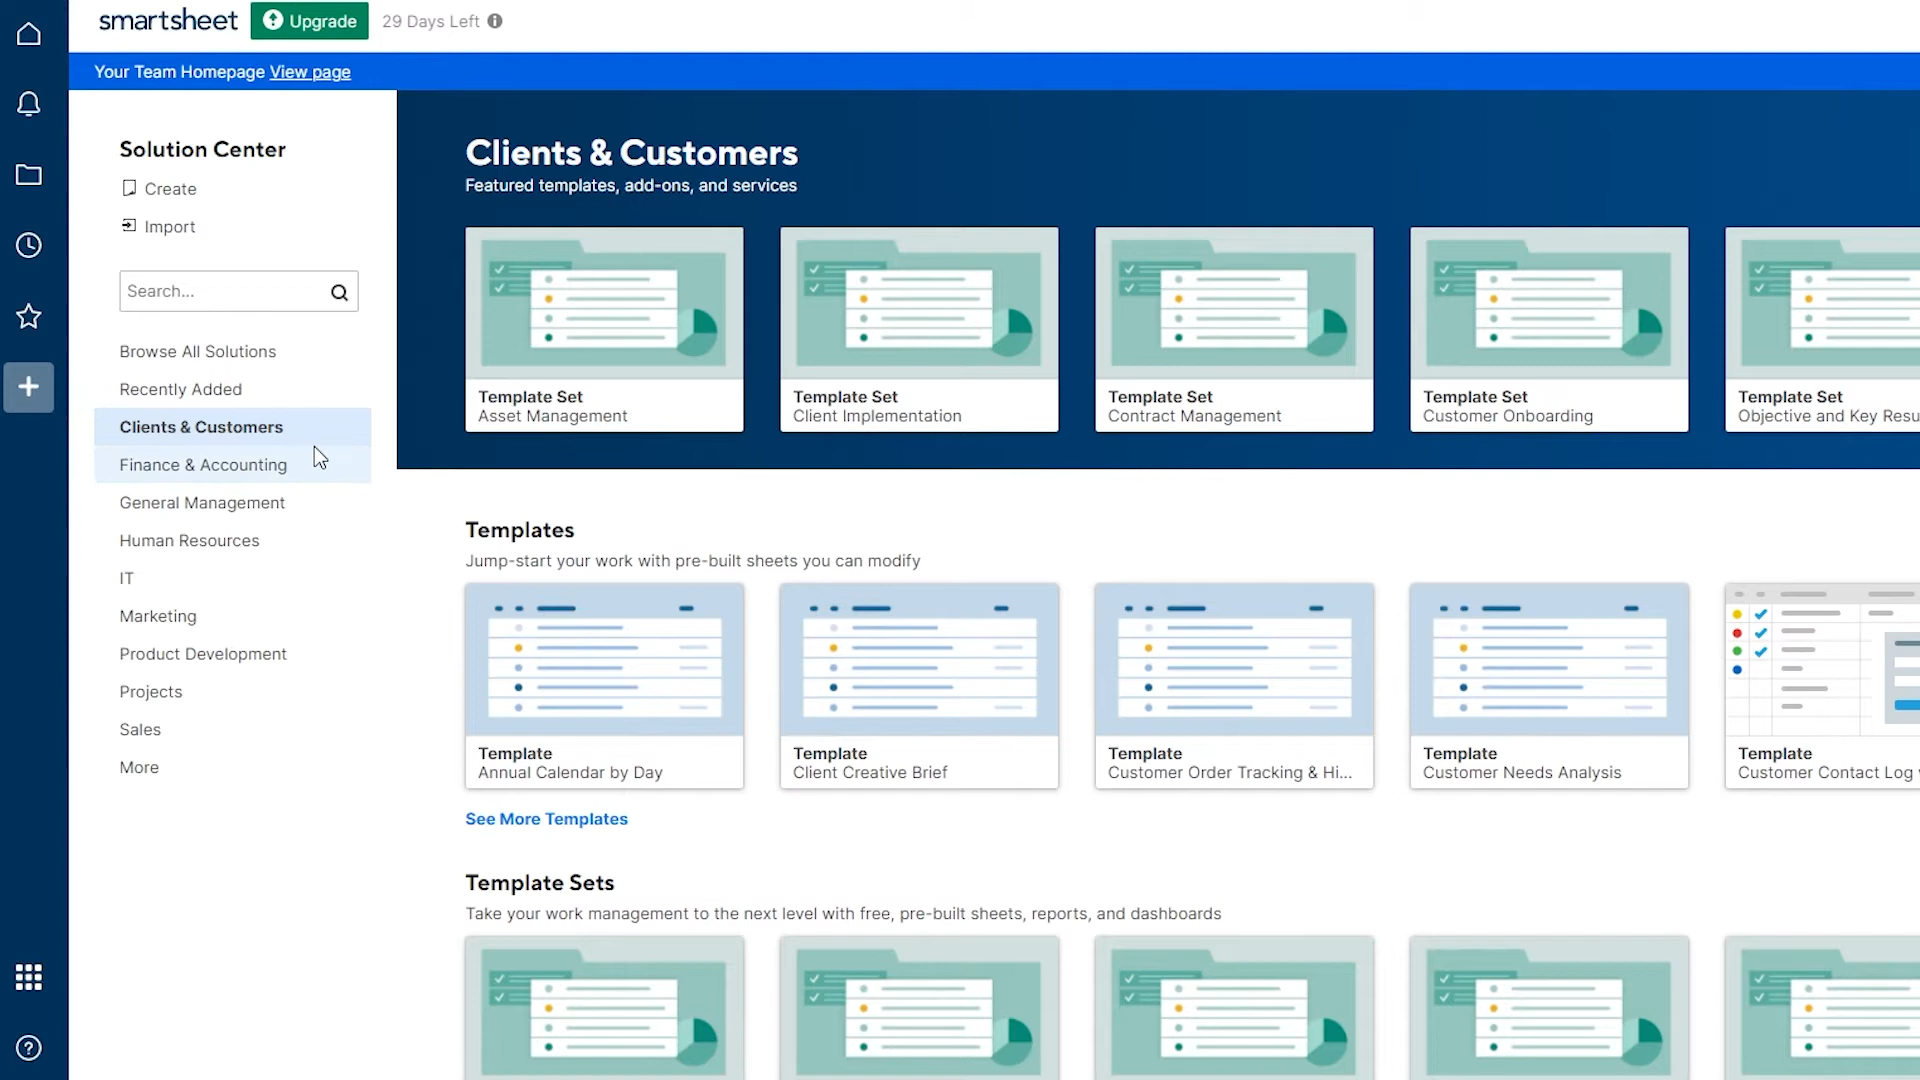 smartsheet
Upgrade
29 Days Left
Your Team Homepage View page
Solution Center
Create
Import
Search...
Browse All Solutions
Recently Added
Clients & Customers
Finance & Accounting
General Management
Human Resources
IT
Marketing
Product Development
Projects
Sales
More
Clients & Customers
Featured templates, add-ons, and services
Template Set
Asset Management
Template Set
Client Implementation
Template Set
Contract Management
Template Set
Customer Onboarding
Template Set
Objective and Key Resu
Templates
Jump-start your work with pre-built sheets you can modify
Template
Annual Calendar by Day
Template
Client Creative Brief
Template
Customer Order Tracking & Hi...
Template
Customer Needs Analysis
Template
Customer Contact Log
See More Templates
Template Sets
Take your work management to the next level with free, pre-built sheets, reports, and dashboards